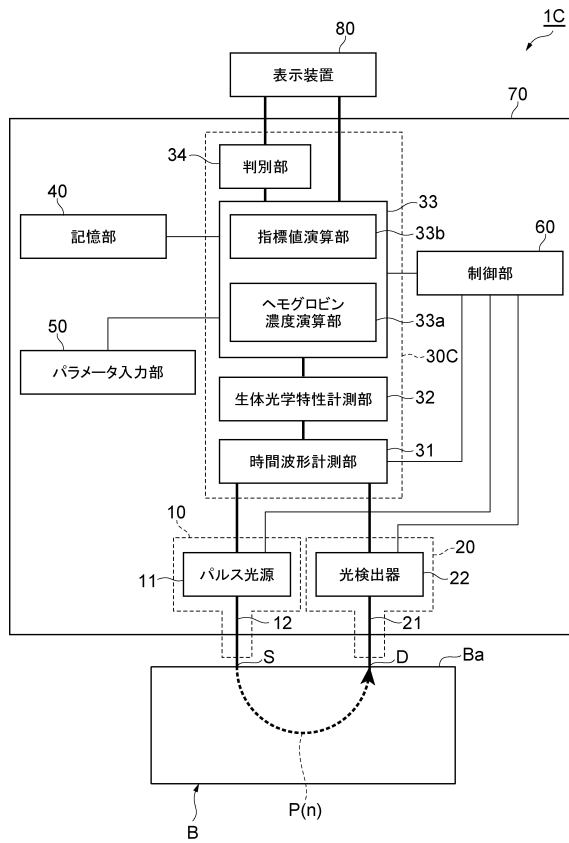 1C
80
表示装置
70
34
判別部
40
記憶部
33
指標値演算部
33b
60
制御部
ヘモグロビン
濃度演算部
33a
50
パラメータ入力部
30C
生体光学特性計測部
32
時間波形計測部
31
10
20
11
パルス光源
光検出器
22
12
21
S
D
Ba
P(n)
B